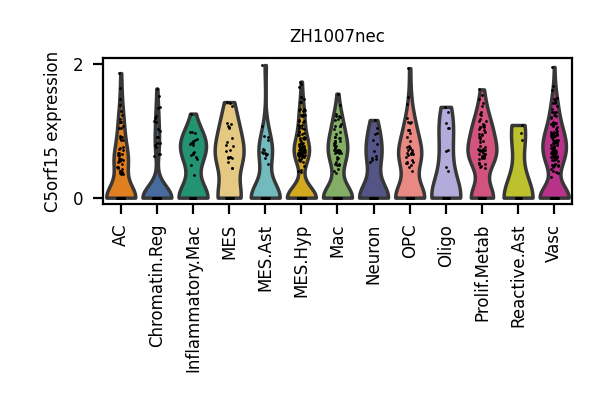 ZH1007nec
C5orf15 expression
2
0
AC
Chromatin.Reg
Inflammatory.Mac
MES
MES.Ast
MES.Hyp
Mac
Neuron
OPC
Oligo
Prolif.Metab
Reactive.Ast
Vasc